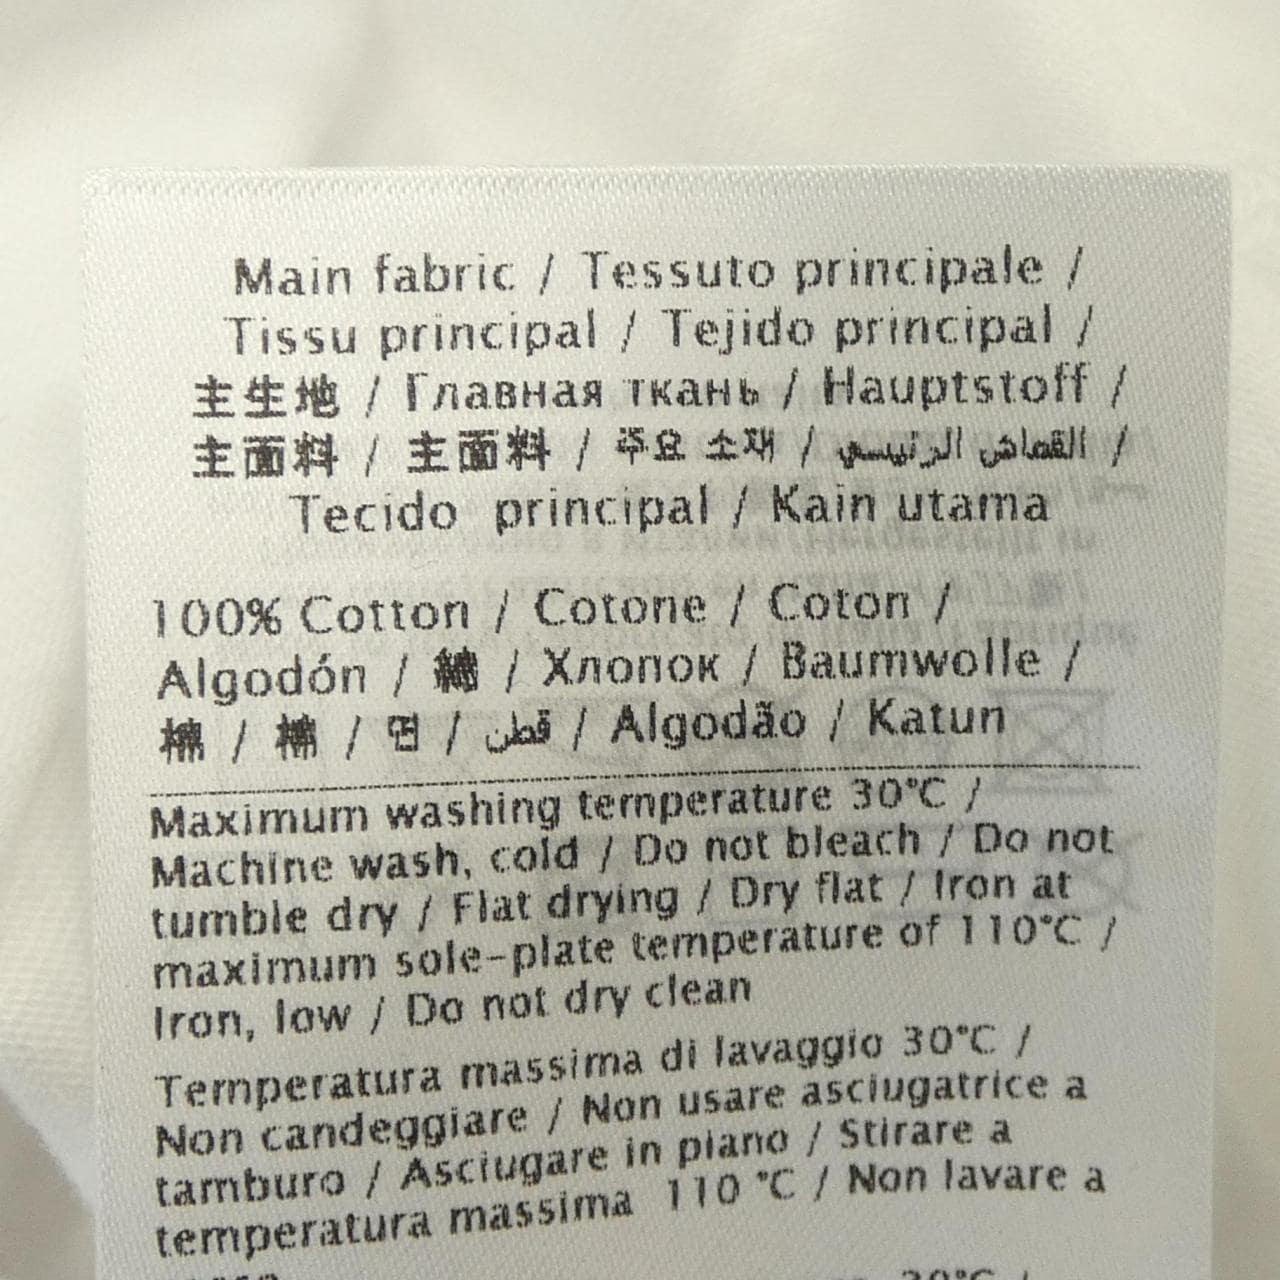 Main fabric / Tessuto principale /
Tissu principal / Tejido principal /
主生地 / Главная ткань / Hauptstoff /
主面料 / 主面料 / 주요 소재 / القماش الرئيسي /
Tecido principal / Kain utama
100% Cotton / Cotone / Coton /
Algodón / 綿 / Хлопок / Baumwolle /
棉 / 棉 / 면 / قطن / Algodão / Katun
Maximum washing temperature 30°C /
Machine wash, cold / Do not bleach / Do not
tumble dry / Flat drying / Dry flat / Iron at
maximum sole-plate temperature of 110°C /
Iron, low / Do not dry clean
Temperatura massima di lavaggio 30°C /
Non candeggiare / Non usare asciugatrice a
tamburo / Asciugare in piano / Stirare a
temperatura massima 110 °C / Non lavare a
30°C /